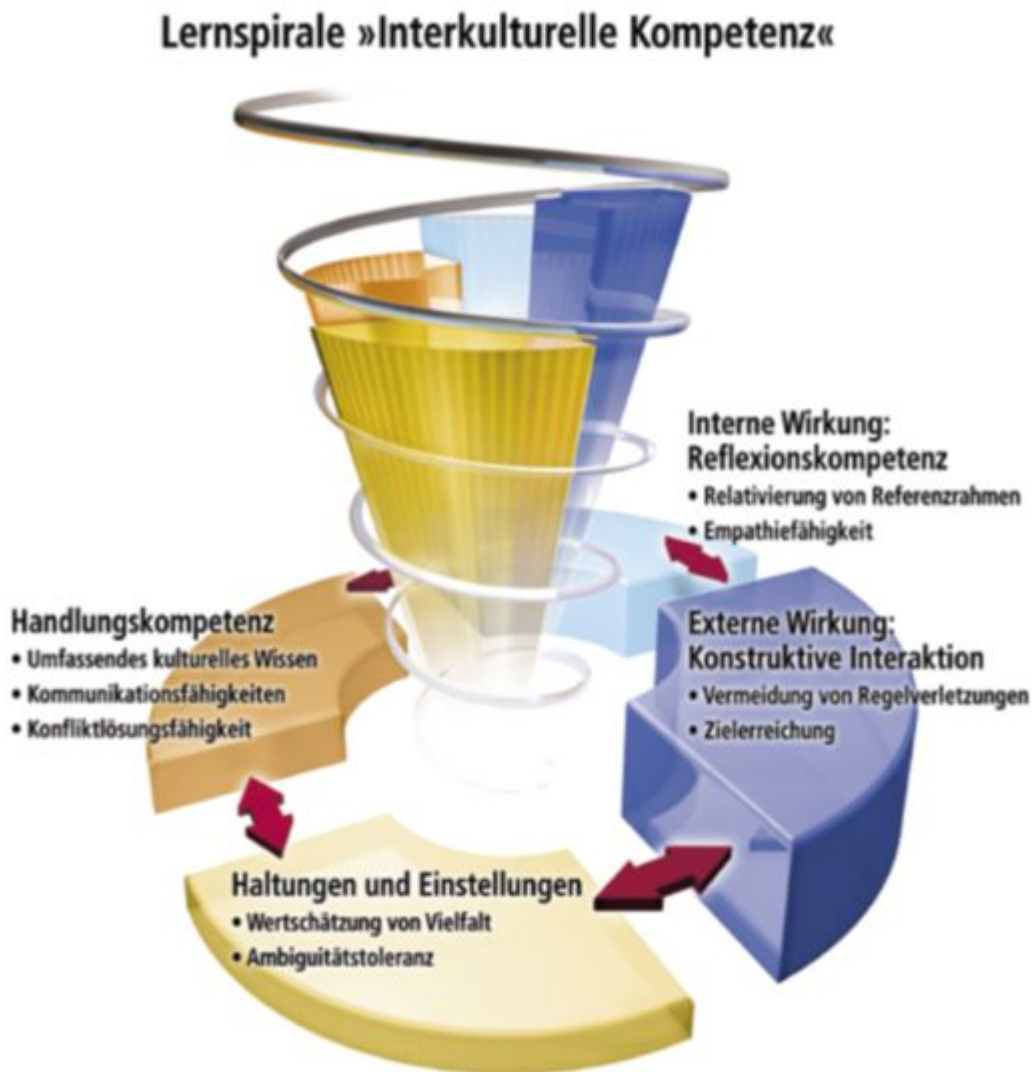 Lernspirale »Interkulturelle Kompetenz«
Interne Wirkung:
Reflexionskompetenz
• Relativierung von Referenzrahmen
• Empathiefähigkeit
Handlungskompetenz
• Umfassendes kulturelles Wissen
• Kommunikationsfähigkeiten
• Konfliktlösungsfähigkeit
Externe Wirkung:
Konstruktive Interaktion
• Vermeidung von Regelverletzungen
• Zielerreichung
Haltungen und Einstellungen
• Wertschätzung von Vielfalt
• Ambiguitätstoleranz